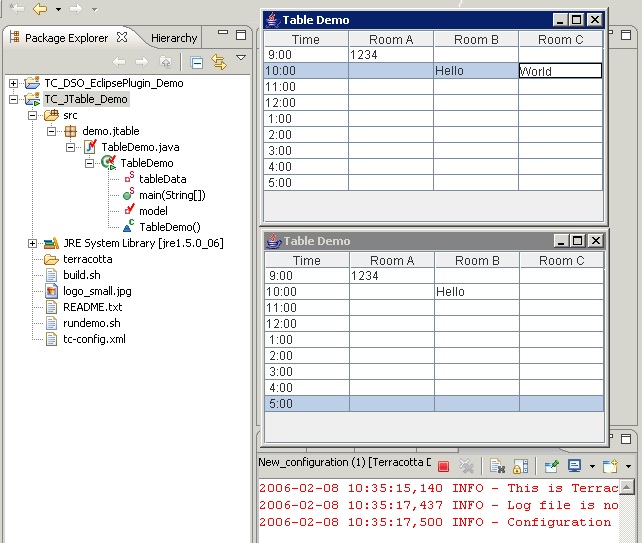 Package Explorer
Hierarchy
TC_DSO_EclipsePlugin_Demo
TC_JTable_Demo
src
demo.jtable
TableDemo.java
TableDemo
tableData
main(String[])
model
TableDemo()
JRE System Library [jre1.5.0_06]
terracotta
build.sh
logo_small.jpg
README.txt
rundemo.sh
tc-config.xml
Table Demo
Time Room A Room B Room C
9:00 1234
10:00 Hello World
11:00
12:00
1:00
2:00
3:00
4:00
5:00
Table Demo
Time Room A Room B Room C
9:00 1234
10:00 Hello
11:00
12:00
1:00
2:00
3:00
4:00
5:00
New_configuration (1) [Terracotta D
2006-02-08 10:35:15,140 INFO - This is Terrac
2006-02-08 10:35:17,437 INFO - Log file is no
2006-02-08 10:35:17,500 INFO - Configuration